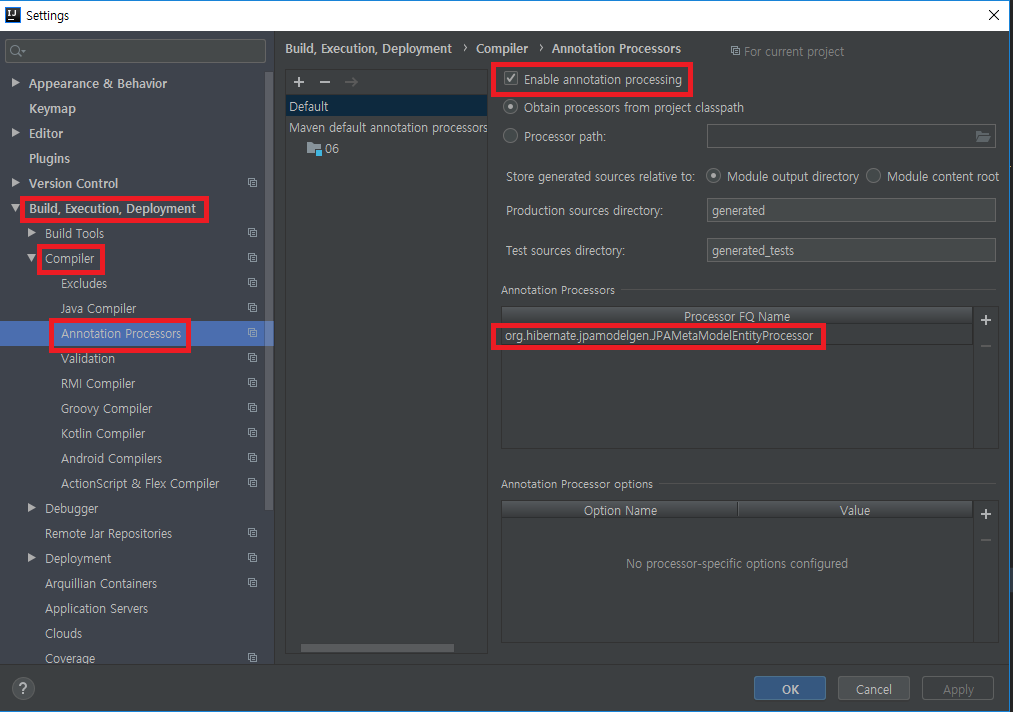 Settings
Appearance & Behavior
Keymap
Editor
Plugins
Version Control
Build, Execution, Deployment
Build Tools
Compiler
Excludes
Java Compiler
Annotation Processors
Validation
RMI Compiler
Groovy Compiler
Kotlin Compiler
Android Compilers
ActionScript & Flex Compiler
Debugger
Remote Jar Repositories
Deployment
Arquillian Containers
Application Servers
Clouds
Coverage
Build, Execution, Deployment › Compiler › Annotation Processors For current project
Default
Maven default annotation processors
06
Enable annotation processing
Obtain processors from project classpath
Processor path:
Store generated sources relative to: Module output directory Module content root
Production sources directory: generated
Test sources directory: generated_tests
Annotation Processors
Processor FQ Name
org.hibernate.jpamodelgen.JPAMetaModelEntityProcessor
Annotation Processor options
Option Name Value
No processor-specific options configured
? OK Cancel Apply